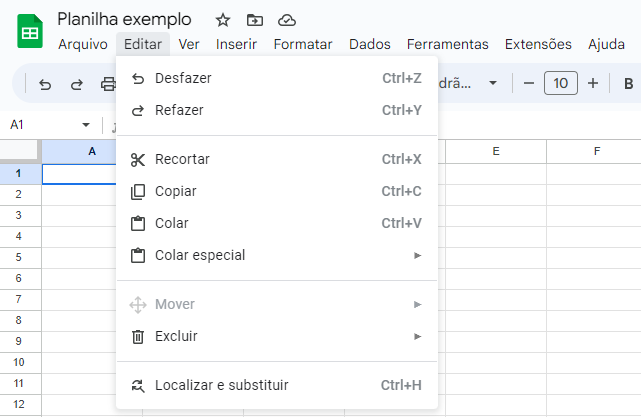 Planilha exemplo
Arquivo Editar Ver Inserir Formatar Dados Ferramentas Extensões Ajuda
drã... 10 B
A1
A E F
Desfazer Ctrl+Z
Refazer Ctrl+Y
Recortar Ctrl+X
Copiar Ctrl+C
Colar Ctrl+V
Colar especial
Mover
Excluir
Localizar e substituir Ctrl+H
1
2
3
4
5
6
7
8
9
10
11
12